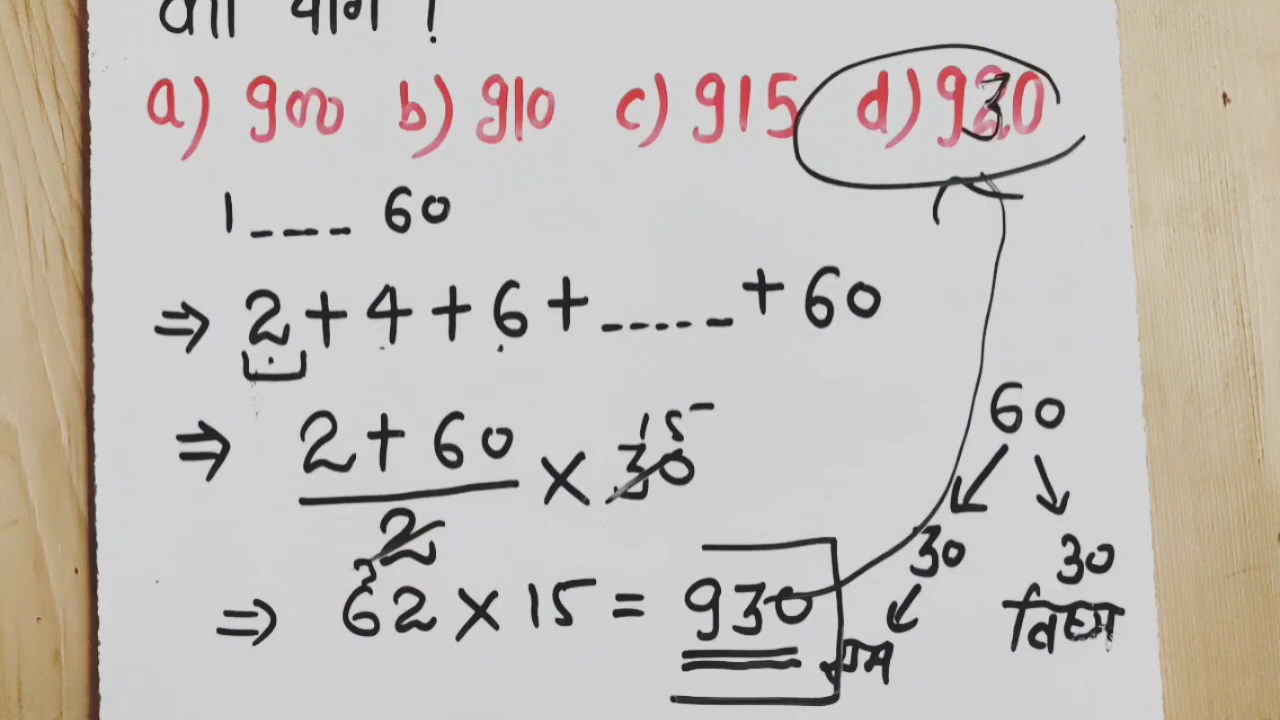 का योग ?
a) 900 b) 910 c) 915 d) 930
1 ---- 60
⇒ 2 + 4 + 6 + ----- + 60
⇒ 2 + 60 / 2 × 30 15
60
30 30
सम विषम
⇒ 62 × 15 = 930